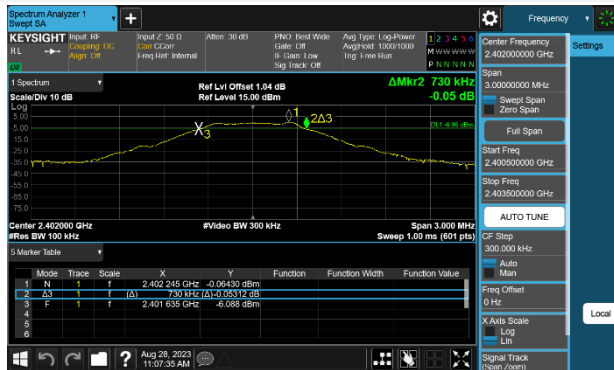 Spectrum Analyzer 1
Swept SA
+
Frequency
KEYSIGHT
Input: RF
Input Z: 50 Ω
Atten: 30 dB
PNO: Best Wide
Avg Type: Log-Power
1 2 3 4 5 6
RL
Coupling: DC
Corr CCorr
Gate: Off
Avg|Hold: 1000/1000
M W W W W W
Align: Off
Freq Ref: Internal
IF Gain: Low
Trig: Free Run
Sig Track: Off
P N N N N N
1 Spectrum
Ref Lvl Offset 1.04 dB
ΔMkr2 730 kHz
Scale/Div 10 dB
Ref Level 15.00 dBm
-0.05 dB
Log
5.00
-5.00
-15.0
-25.0
-35.0
-45.0
-55.0
-65.0
-75.0
1
2Δ3
3
DL1 -6.06 dBm
Center 2.402000 GHz
#Video BW 300 kHz
Span 3.000 MHz
#Res BW 100 kHz
Sweep 1.00 ms (601 pts)
5 Marker Table
Mode Trace Scale X Y Function Function Width Function Value
1 N 1 f 2.402 245 GHz -0.06430 dBm
2 Δ3 1 f (Δ) 730 kHz (Δ) -0.05312 dB
3 F 1 f 2.401 635 GHz -6.088 dBm
4
5
6
?
Aug 28, 2023
11:07:35 AM
Center Frequency
2.402000000 GHz
Settings
Span
3.00000000 MHz
Swept Span
Zero Span
Full Span
Start Freq
2.400500000 GHz
Stop Freq
2.403500000 GHz
AUTO TUNE
CF Step
300.000 kHz
Auto
Man
Freq Offset
0 Hz
X Axis Scale
Log
Lin
Local
Signal Track
(Span Zoom)